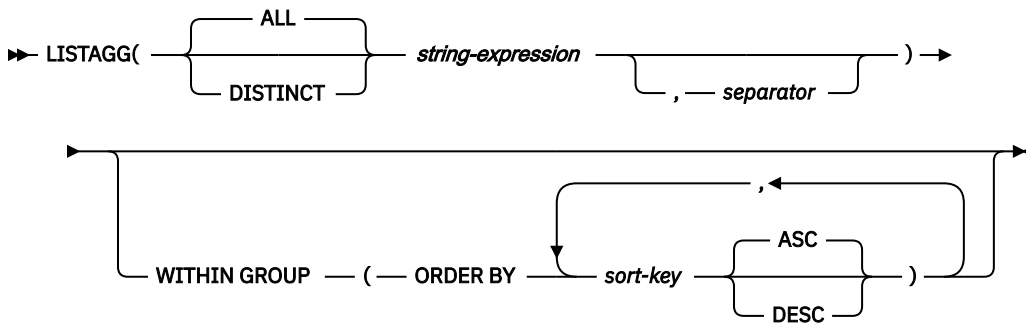 ALL
LISTAGG( string-expression )
DISTINCT , separator
,
ASC
WITHIN GROUP ( ORDER BY sort-key )
DESC